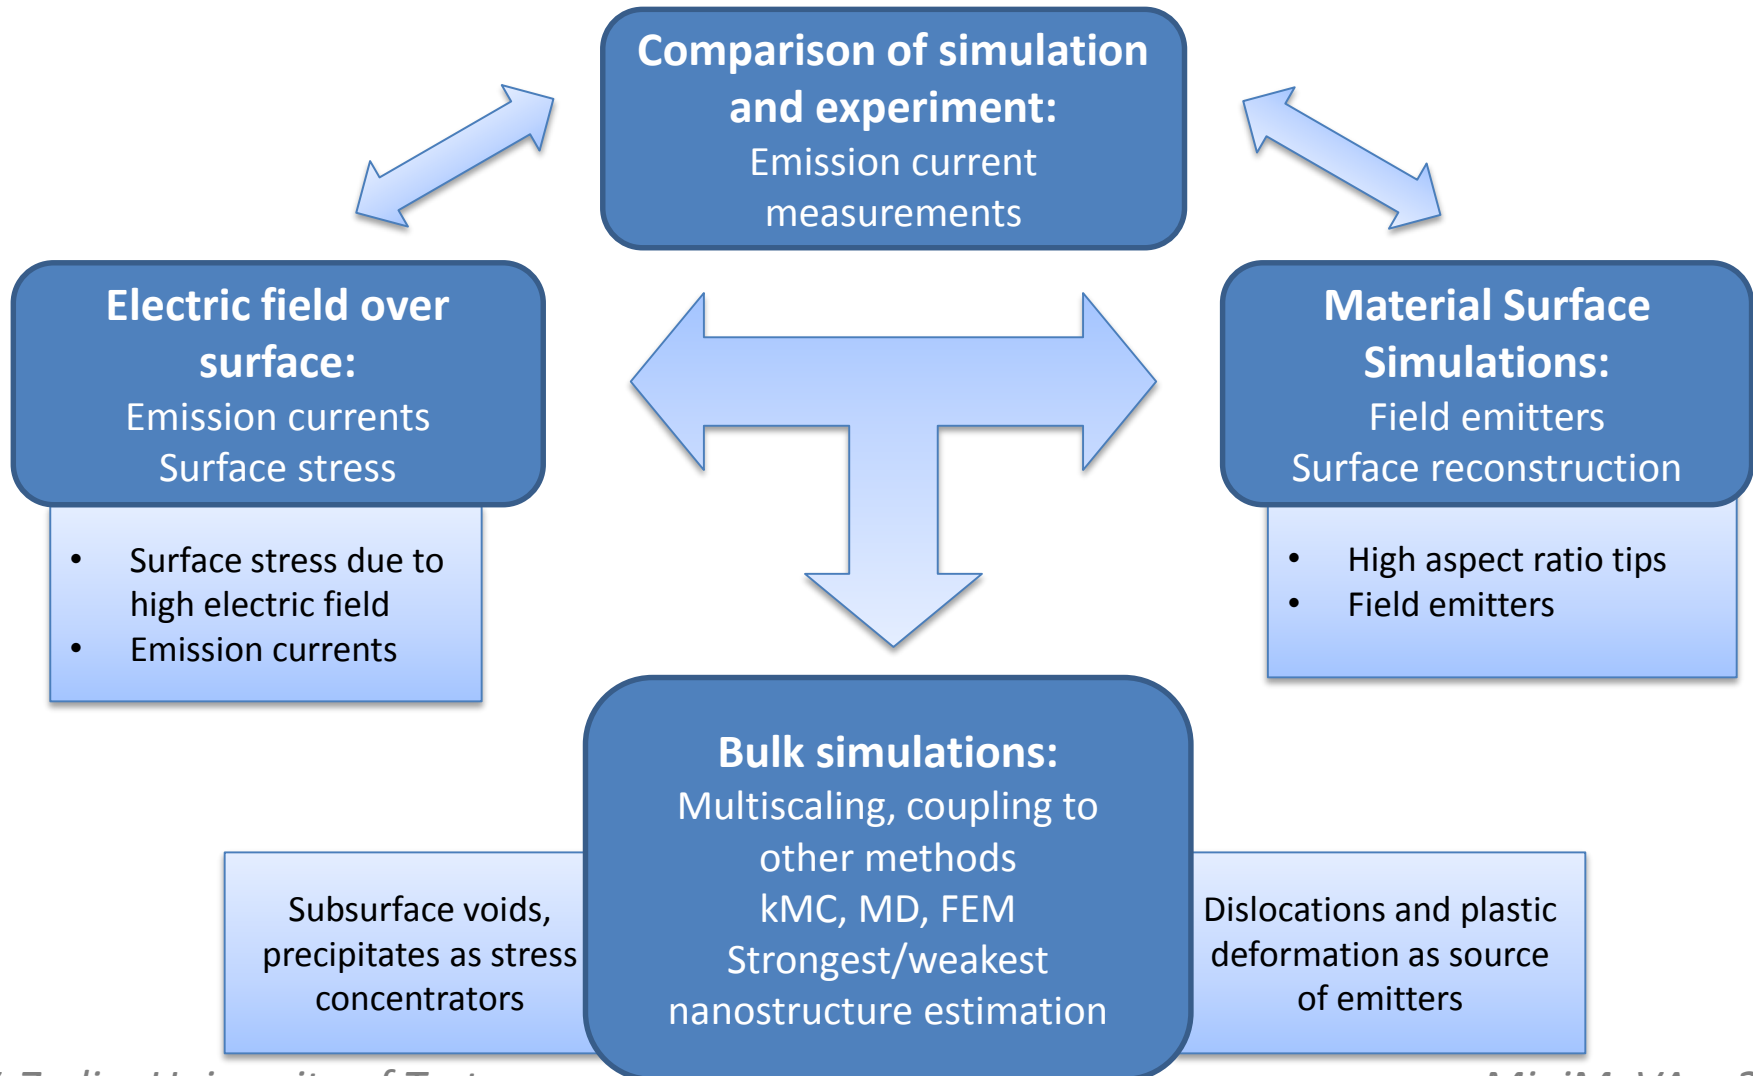 Comparison of simulation
and experiment:
Emission current
measurements
Electric field over
surface:
Emission currents
Surface stress
Material Surface
Simulations:
Field emitters
Surface reconstruction
• Surface stress due to
high electric field
• Emission currents
• High aspect ratio tips
• Field emitters
Bulk simulations:
Multiscaling, coupling to
other methods
kMC, MD, FEM
Strongest/weakest
nanostructure estimation
Subsurface voids,
precipitates as stress
concentrators
Dislocations and plastic
deformation as source
of emitters